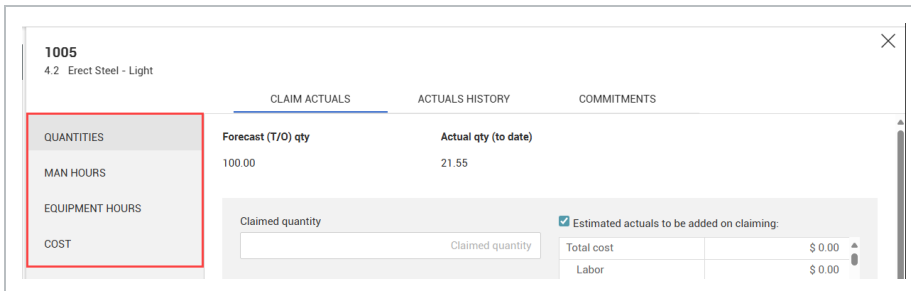 1005
4.2 Erect Steel - Light
CLAIM ACTUALS ACTUALS HISTORY COMMITMENTS
QUANTITIES
MAN HOURS
EQUIPMENT HOURS
COST
Forecast (T/O) qty Actual qty (to date)
100.00 21.55
Claimed quantity
Claimed quantity
Estimated actuals to be added on claiming:
Total cost $ 0.00
Labor $ 0.00